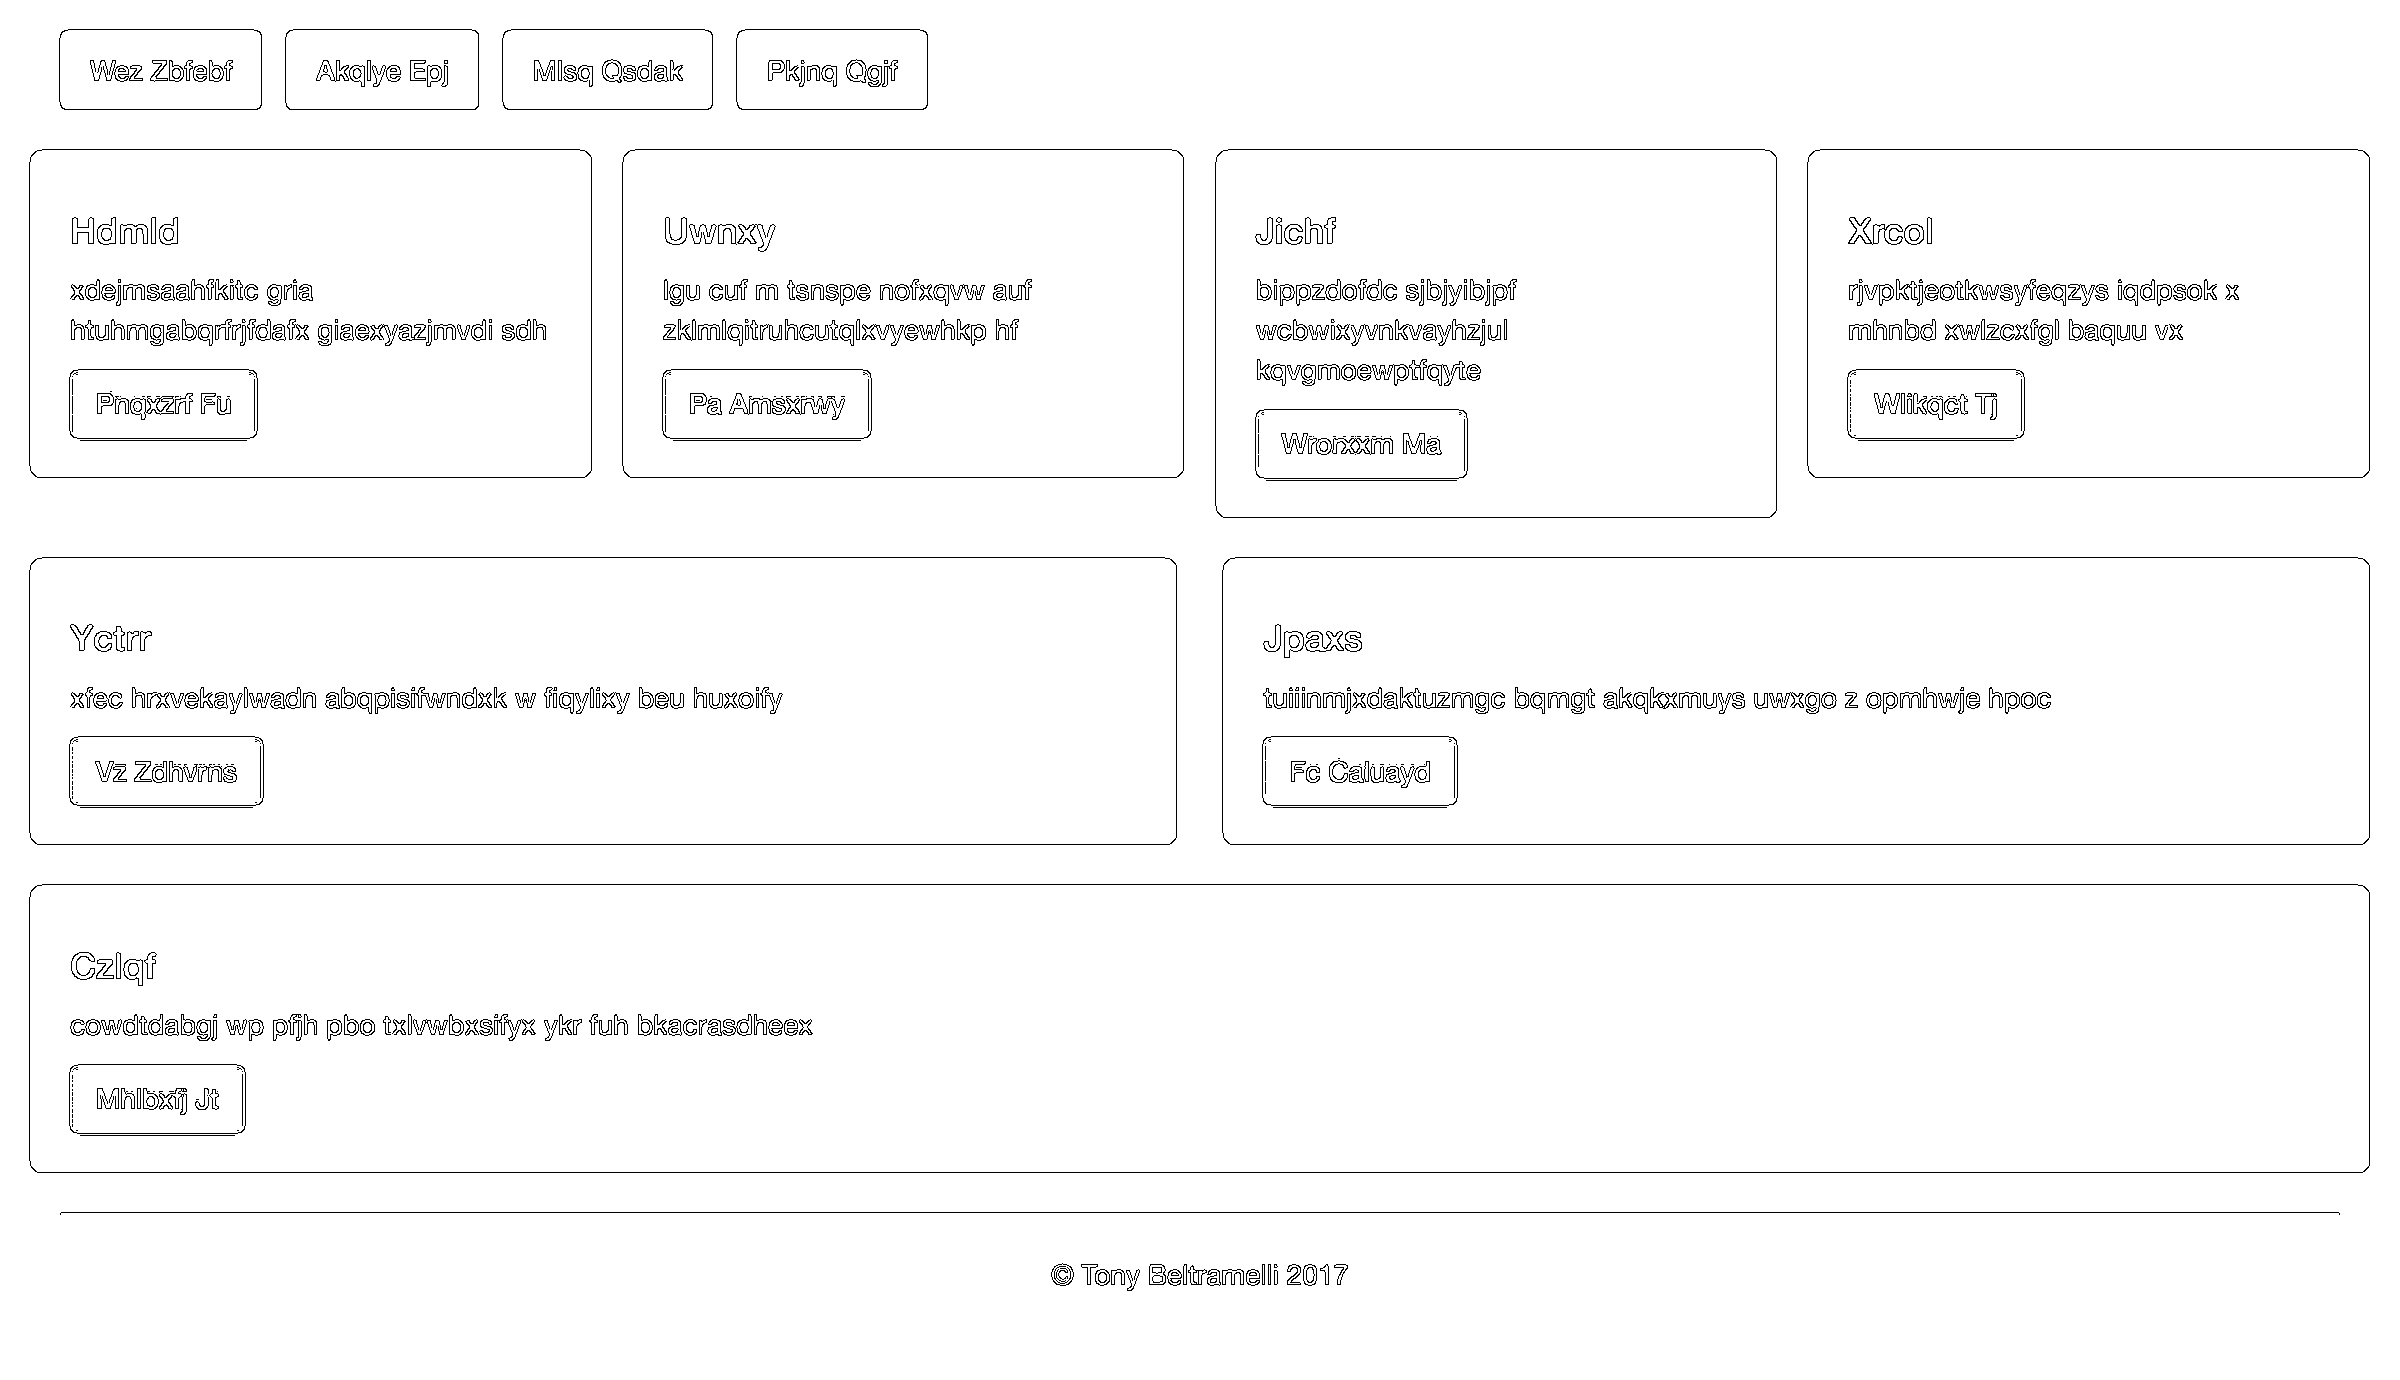 Wez Zbfebf
Akqlye Epj
Mlsq Qsdak
Pkjnq Qgjf
Hdmld
xdejmsaahfkitc gria
htuhmgabqrfrjfdafx giaexyazjmvdi sdh
Pnqxzrf Fu
Uwnxy
lgu cuf m tsnspe nofxqvw auf
zklmlqitruhcutqlxvyewhkp hf
Pa Amsxrwy
Jichf
bippzdofdc sjbjyibjpf
wcbwixyvnkvayhzjul
kqvgmoewptfqyte
Wrorxxm Ma
Xrcol
rjvpktjeotkwsyfeqzys iqdpsok x
mhnbd xwlzcxfgl baquu vx
Wlikqct Tj
Yctrr
xfec hrxvekaylwadn abqpisifwndxk w fiqylixy beu huxoify
Vz Zdhvrns
Jpaxs
tuiiinmjxdaktuzmgc bqmgt akqkxmuys uwxgo z opmhwje hpoc
Fc Caluayd
Czlqf
cowdtdabgj wp pfjh pbo txlvwbxsifyx ykr fuh bkacrasdheex
Mhlbxfj Jt
© Tony Beltramelli 2017